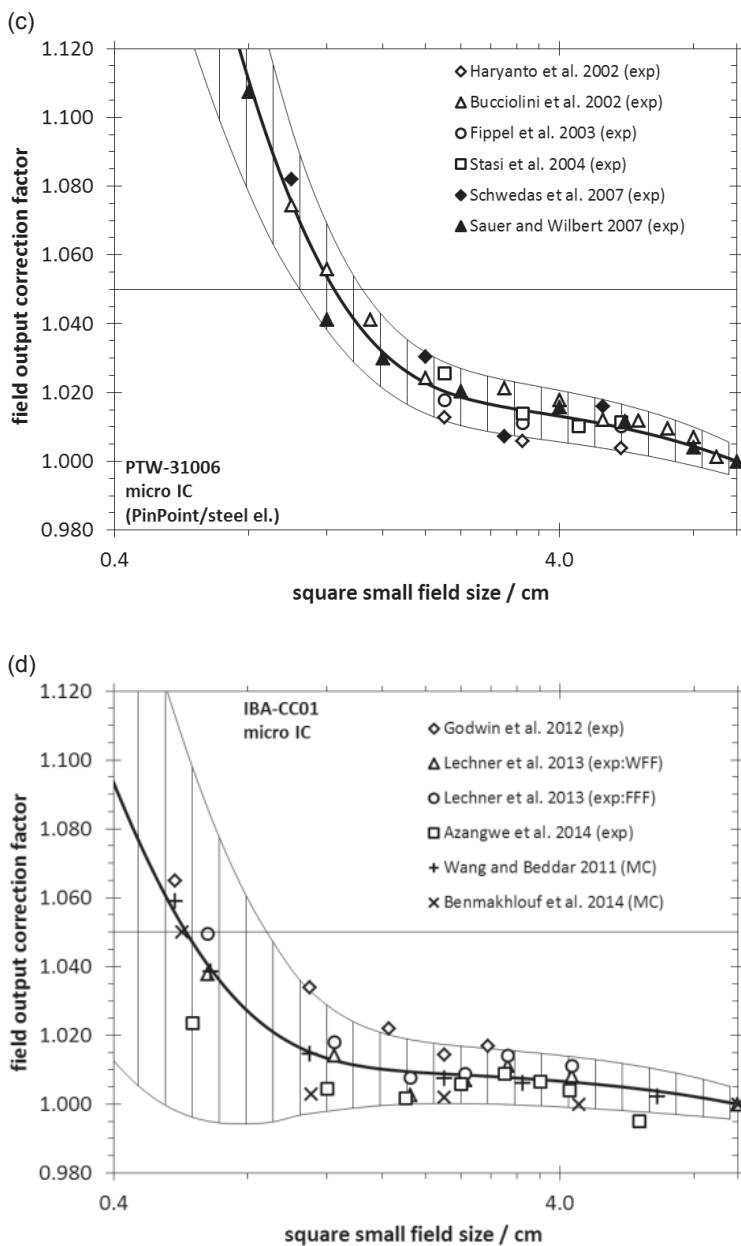 (c)
1.120
1.100
1.080
1.060
1.040
1.020
1.000
0.980
field output correction factor
Haryanto et al. 2002 (exp)
Bucciolini et al. 2002 (exp)
Fippel et al. 2003 (exp)
Stasi et al. 2004 (exp)
Schwedas et al. 2007 (exp)
Sauer and Wilbert 2007 (exp)
PTW-31006
micro IC
(PinPoint/steel el.)
0.4
4.0
square small field size / cm
(d)
1.120
1.100
1.080
1.060
1.040
1.020
1.000
0.980
field output correction factor
IBA-CC01
micro IC
Godwin et al. 2012 (exp)
Lechner et al. 2013 (exp:WFF)
Lechner et al. 2013 (exp:FFF)
Azangwe et al. 2014 (exp)
Wang and Beddar 2011 (MC)
Benmakhlouf et al. 2014 (MC)
0.4
4.0
square small field size / cm